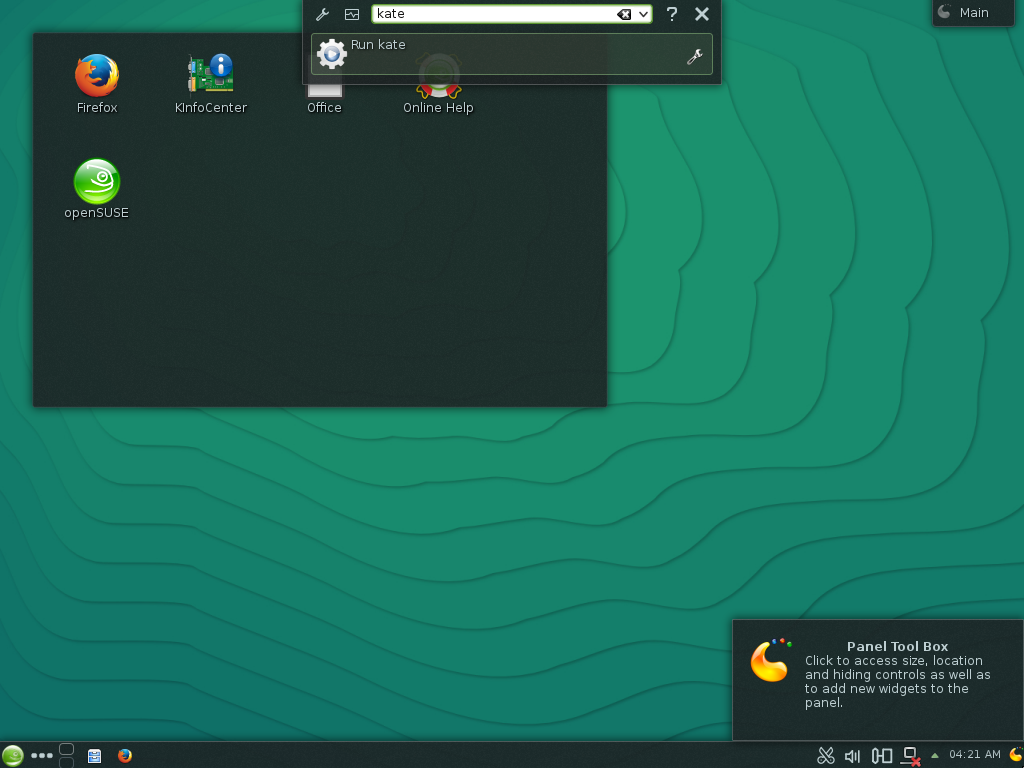 kate
?
Main
Run kate
Firefox
KInfoCenter
Office
Online Help
openSUSE
Panel Tool Box
Click to access size, location
and hiding controls as well as
to add new widgets to the
panel.
04:21 AM